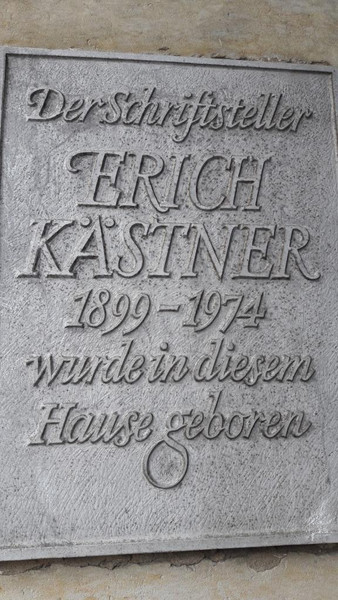 Der Schriftsteller
ERICH
KÄSTNER
1899 - 1974
wurde in diesem
Hause geboren